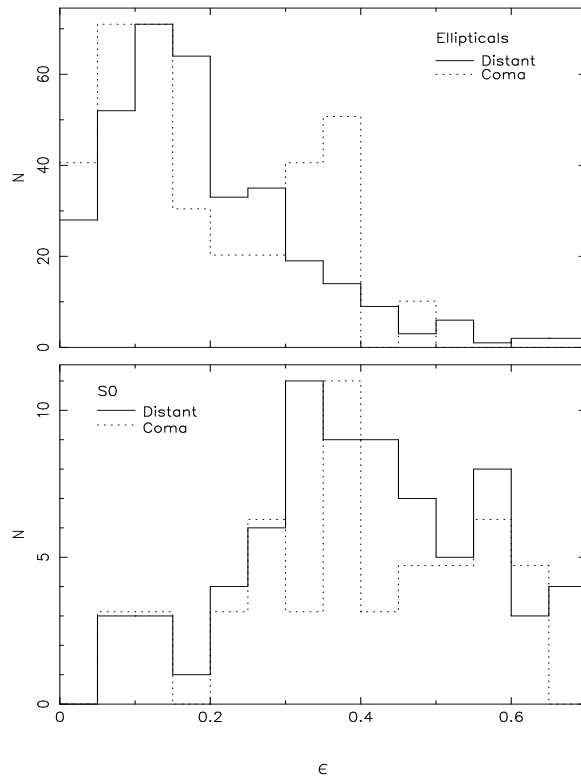 Ellipticals
Distant
Coma
60
40
20
0
N
S0
Distant
Coma
10
5
0
N
0
0.2
0.4
0.6
ϵ